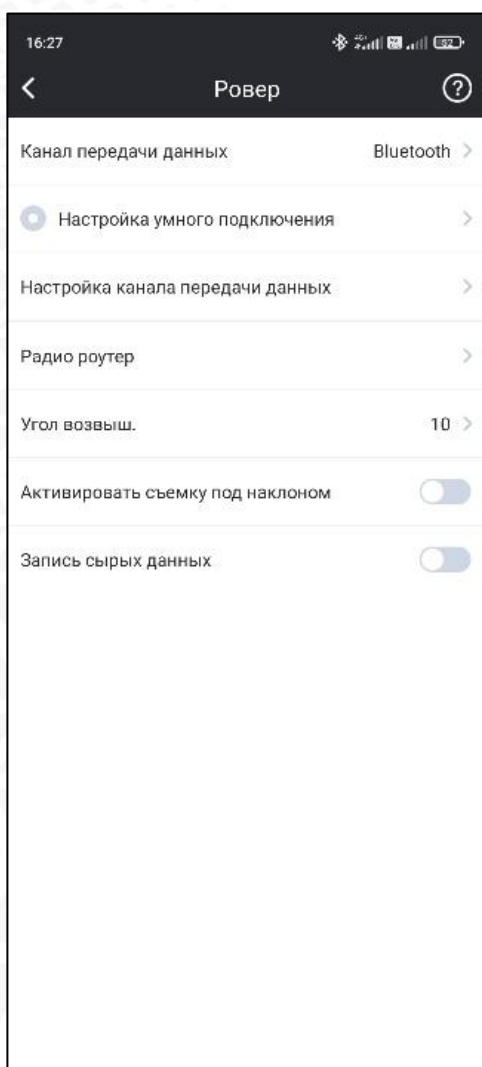 16:27
52
Ровер
?
Канал передачи данных Bluetooth
Настройка умного подключения
Настройка канала передачи данных
Радио роутер
Угол возвыш. 10
Активировать съемку под наклоном
Запись сырых данных